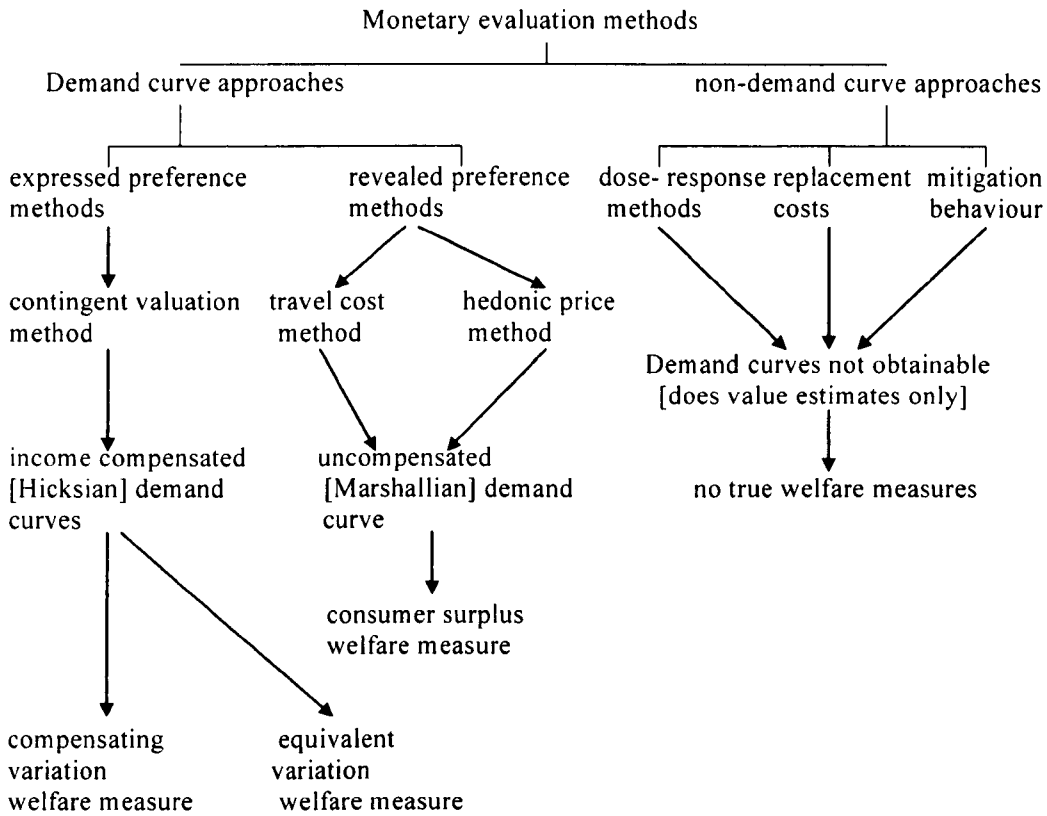 Monetary evaluation methods
Demand curve approaches
non-demand curve approaches
expressed preference
methods
revealed preference
methods
dose- response
methods
replacement
costs
mitigation
behaviour
contingent valuation
method
travel cost
method
hedonic price
method
Demand curves not obtainable
[does value estimates only]
income compensated
[Hicksian] demand
curves
uncompensated
[Marshallian] demand
curve
no true welfare measures
consumer surplus
welfare measure
compensating
variation
welfare measure
equivalent
variation
welfare measure